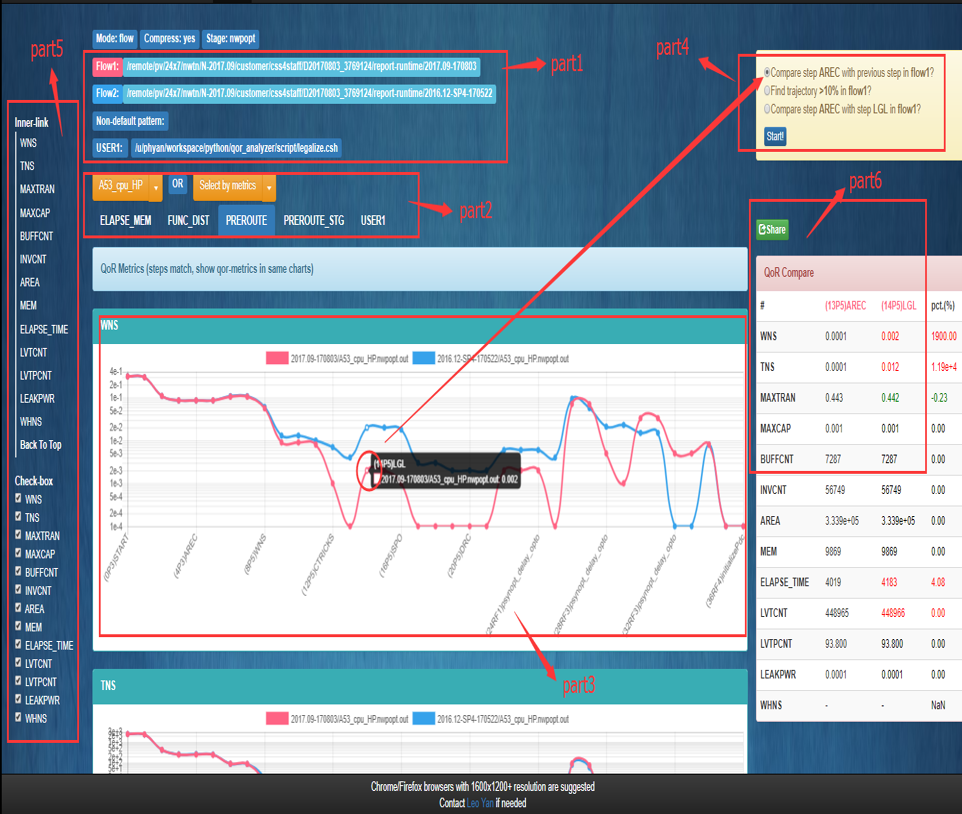 part5
Mode: flow Compress: yes Stage: nwpopt
Flow1: /remote/pv/24x7/nwtn/N-2017.09/customer/css4staff/D20170803_3769124/report-runtime/2017.09-170803
part1
Flow2: /remote/pv/24x7/nwtn/N-2017.09/customer/css4staff/D20170803_3769124/report-runtime/2016.12-SP4-170522
Non-default pattern:
USER1: /u/phyan/workspace/python/qor_analyzer/script/legalize.csh
part4
Compare step AREC with previous step in flow1?
Find trajectory >10% in flow1?
Compare step AREC with step LGL in flow1?
Start!
Inner-link
WNS
TNS
MAXTRAN
MAXCAP
BUFFCNT
INVCNT
AREA
MEM
ELAPSE_TIME
LVTCNT
LVTPCNT
LEAKPWR
WHNS
Back To Top
Check-box
WNS
TNS
MAXTRAN
MAXCAP
BUFFCNT
INVCNT
AREA
MEM
ELAPSE_TIME
LVTCNT
LVTPCNT
LEAKPWR
WHNS
A53_cpu_HP OR Select by metrics
part2
ELAPSE_MEM FUNC_DIST PREROUTE PREROUTE_STG USER1
QoR Metrics (steps match, show qor-metrics in same charts)
WNS
2017.09-170803/A53_cpu_HP.nwpopt.out 2016.12-SP4-170522/A53_cpu_HP.nwpopt.out
4e-1
2e-1
1e-1
5e-2
2e-2
1e-2
5e-3
2e-3
1e-3
5e-4
2e-4
1e-4
(14P5)LGL
2017.09-170803/A53_cpu_HP.nwpopt.out: 0.002
(0P3)START
(4P3)AREC
(8P5)WNS
(12P5)CTRICKS
(16P5)SPO
(20P5)DRC
(24RF1)psynopt_delay_opto
(28RF3)psynopt_delay_opto
(32RF3)psynopt_delay_opto
part3
TNS
2017.09-170803/A53_cpu_HP.nwpopt.out 2016.12-SP4-170522/A53_cpu_HP.nwpopt.out
part6
Share
QoR Compare
# (13P5)AREC (14P5)LGL pct.(%)
WNS 0.0001 0.002 1900.00
TNS 0.0001 0.012 1.19e+4
MAXTRAN 0.443 0.442 -0.23
MAXCAP 0.001 0.001 0.00
BUFFCNT 7287 7287 0.00
INVCNT 56749 56749 0.00
AREA 3.339e+05 3.339e+05 0.00
MEM 9869 9869 0.00
ELAPSE_TIME 4019 4183 4.08
LVTCNT 448965 448966 0.00
LVTPCNT 93.800 93.800 0.00
LEAKPWR 0.0001 0.0001 0.00
WHNS - - NaN
Chrome/Firefox browsers with 1600x1200+ resolution are suggested
Contact Leo Yan if needed